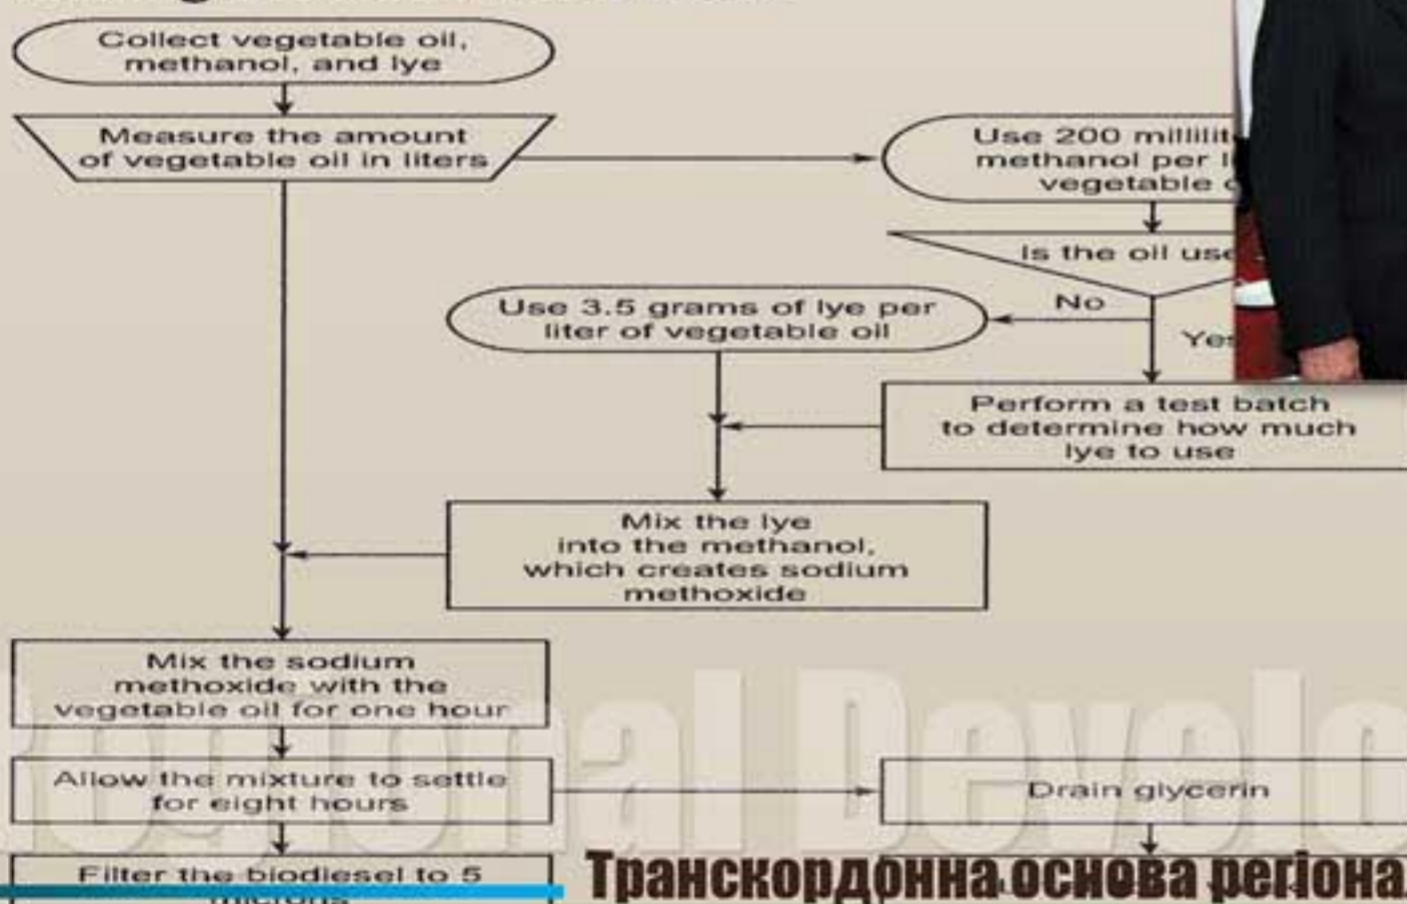 Collect vegetable oil,
methanol, and lye
Measure the amount
of vegetable oil in liters
Use 200
methanol per
vegetable
Is the oil
No
Use 3.5 grams of lye per
liter of vegetable oil
Perform a test batch
to determine how much
lye to use
Mix the lye
into the methanol,
which creates sodium
methoxide
Mix the sodium
methoxide with the
vegetable oil for one hour
Allow the mixture to settle
for eight hours
Drain glycerin
Filter the biodiesel to 5
microns
Regional
Транскордонна основа